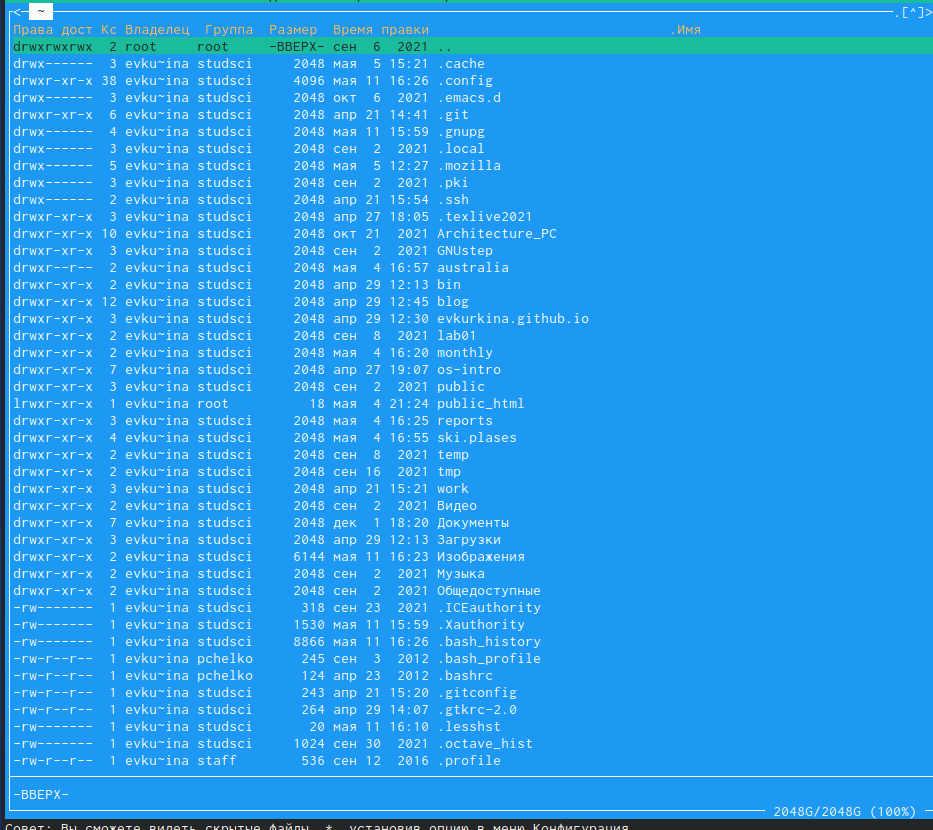 <- ~ .[^]>
Права дост Кс Владелец Группа Размер Время правки .Имя
drwxrwxrwx 2 root root -ВВЕРХ- сен 6 2021 ..
drwx------ 3 evku~ina studsci 2048 мая 5 15:21 .cache
drwxr-xr-x 38 evku~ina studsci 4096 мая 11 16:26 .config
drwx------ 3 evku~ina studsci 2048 окт 6 2021 .emacs.d
drwxr-xr-x 6 evku~ina studsci 2048 апр 21 14:41 .git
drwx------ 4 evku~ina studsci 2048 мая 11 15:59 .gnupg
drwx------ 3 evku~ina studsci 2048 сен 2 2021 .local
drwx------ 5 evku~ina studsci 2048 мая 5 12:27 .mozilla
drwx------ 3 evku~ina studsci 2048 сен 2 2021 .pki
drwx------ 2 evku~ina studsci 2048 апр 21 15:54 .ssh
drwxr-xr-x 3 evku~ina studsci 2048 апр 27 18:05 .texlive2021
drwxr-xr-x 10 evku~ina studsci 2048 окт 21 2021 Architecture_PC
drwxr-xr-x 3 evku~ina studsci 2048 сен 2 2021 GNUstep
drwxr--r-- 2 evku~ina studsci 2048 мая 4 16:57 australia
drwxr-xr-x 2 evku~ina studsci 2048 апр 29 12:13 bin
drwxr-xr-x 12 evku~ina studsci 2048 апр 29 12:45 blog
drwxr-xr-x 3 evku~ina studsci 2048 апр 29 12:30 evkurkina.github.io
drwxr-xr-x 2 evku~ina studsci 2048 сен 8 2021 lab01
drwxr-xr-x 2 evku~ina studsci 2048 мая 4 16:20 monthly
drwxr-xr-x 7 evku~ina studsci 2048 апр 27 19:07 os-intro
drwxr-xr-x 3 evku~ina studsci 2048 сен 2 2021 public
lrwxr-xr-x 1 evku~ina root 18 мая 4 21:24 public_html
drwxr-xr-x 3 evku~ina studsci 2048 мая 4 16:25 reports
drwxr-xr-x 4 evku~ina studsci 2048 мая 4 16:55 ski.plases
drwxr-xr-x 2 evku~ina studsci 2048 сен 8 2021 temp
drwxr-xr-x 2 evku~ina studsci 2048 сен 16 2021 tmp
drwxr-xr-x 3 evku~ina studsci 2048 апр 21 15:21 work
drwxr-xr-x 2 evku~ina studsci 2048 сен 2 2021 Видео
drwxr-xr-x 7 evku~ina studsci 2048 дек 1 18:20 Документы
drwxr-xr-x 3 evku~ina studsci 2048 апр 29 12:13 Загрузки
drwxr-xr-x 2 evku~ina studsci 6144 мая 11 16:23 Изображения
drwxr-xr-x 2 evku~ina studsci 2048 сен 2 2021 Музыка
drwxr-xr-x 2 evku~ina studsci 2048 сен 2 2021 Общедоступные
-rw------- 1 evku~ina studsci 318 сен 23 2021 .ICEauthority
-rw------- 1 evku~ina studsci 1530 мая 11 15:59 .Xauthority
-rw------- 1 evku~ina studsci 8866 мая 11 16:26 .bash_history
-rw-r--r-- 1 evku~ina pchelko 245 сен 3 2012 .bash_profile
-rw-r--r-- 1 evku~ina pchelko 124 апр 23 2012 .bashrc
-rw-r--r-- 1 evku~ina studsci 243 апр 21 15:20 .gitconfig
-rw-r--r-- 1 evku~ina studsci 264 апр 29 14:07 .gtkrc-2.0
-rw------- 1 evku~ina studsci 20 мая 11 16:10 .lesshst
-rw------- 1 evku~ina studsci 1024 сен 30 2021 .octave_hist
-rw-r--r-- 1 evku~ina staff 536 сен 12 2016 .profile
-ВВЕРХ-
2048G/2048G (100%)
Совет: Вы сможете видеть скрытые файлы .*, установив опцию в меню Конфигурация.